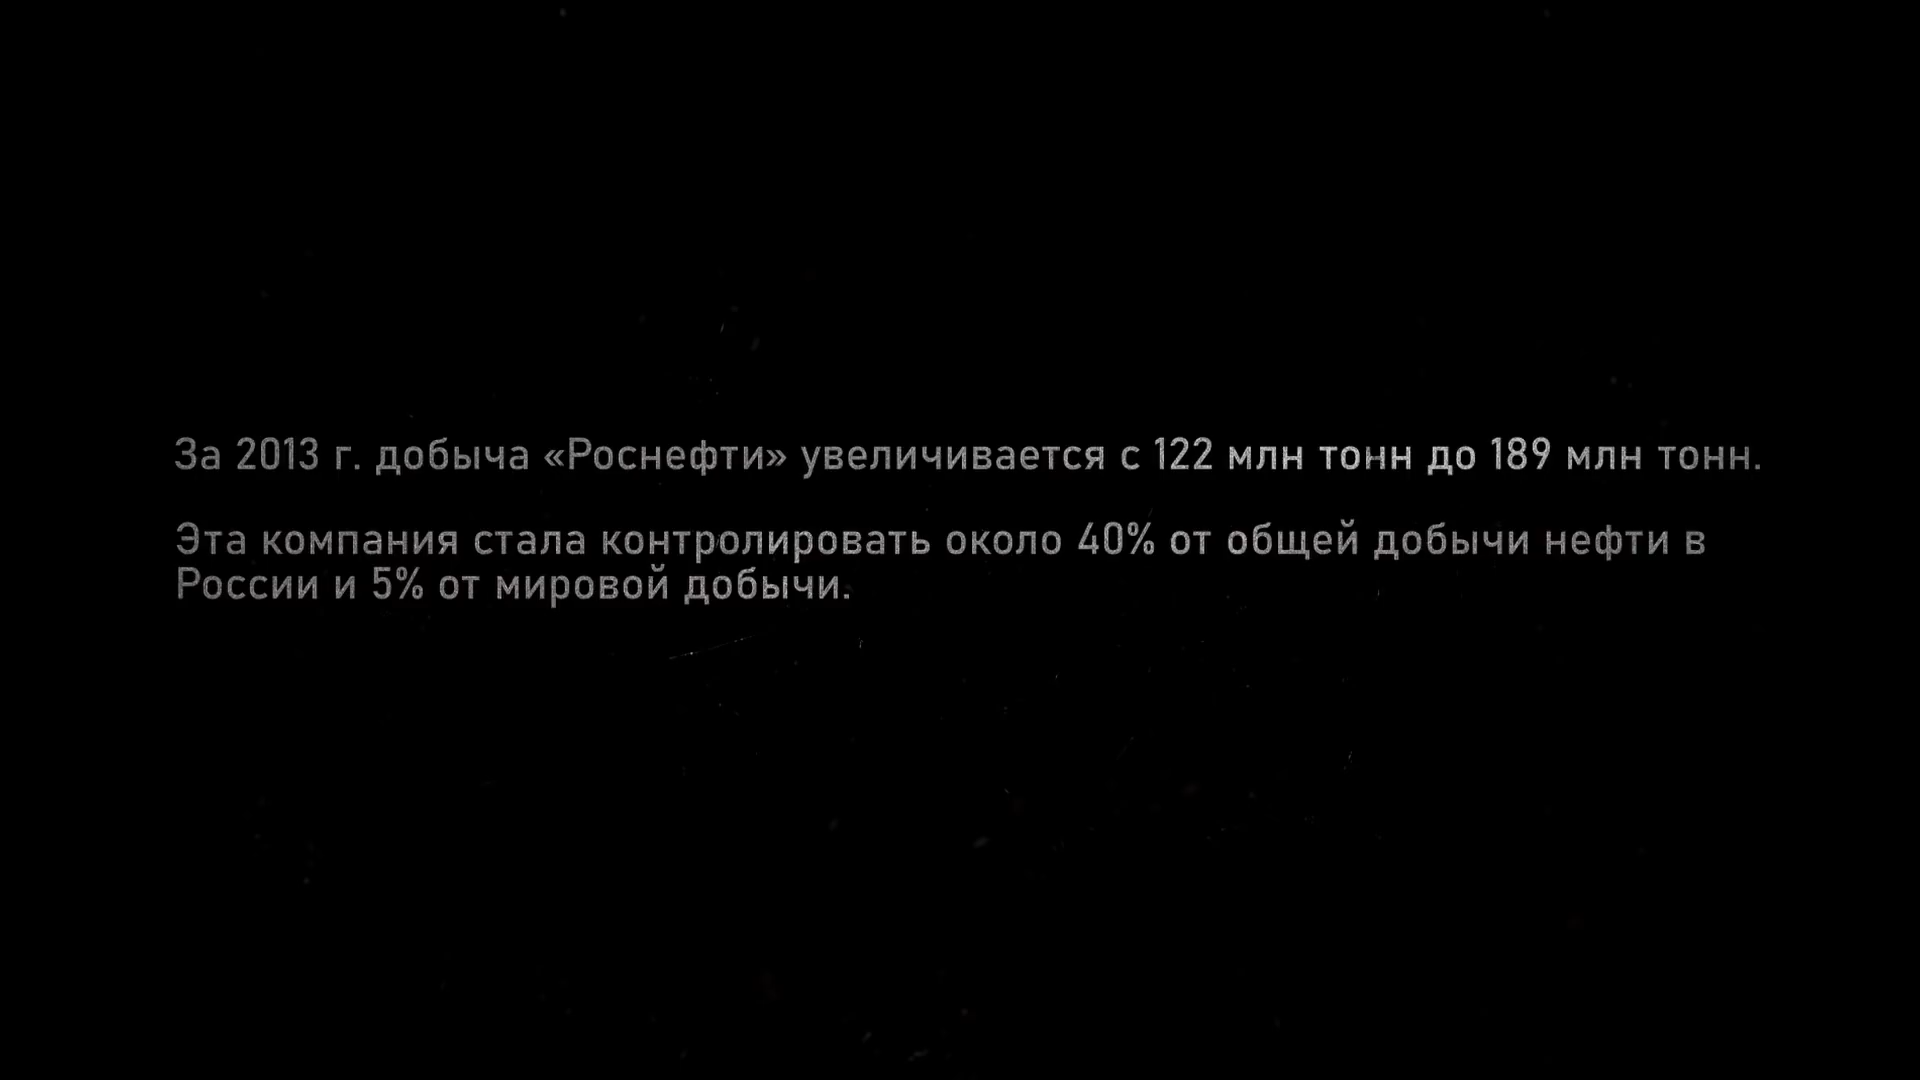 За 2013 г. добыча «Роснефти» увеличивается с 122 млн тонн до 189 млн тонн.
Эта компания стала контролировать около 40% от общей добычи нефти в
России и 5% от мировой добычи.